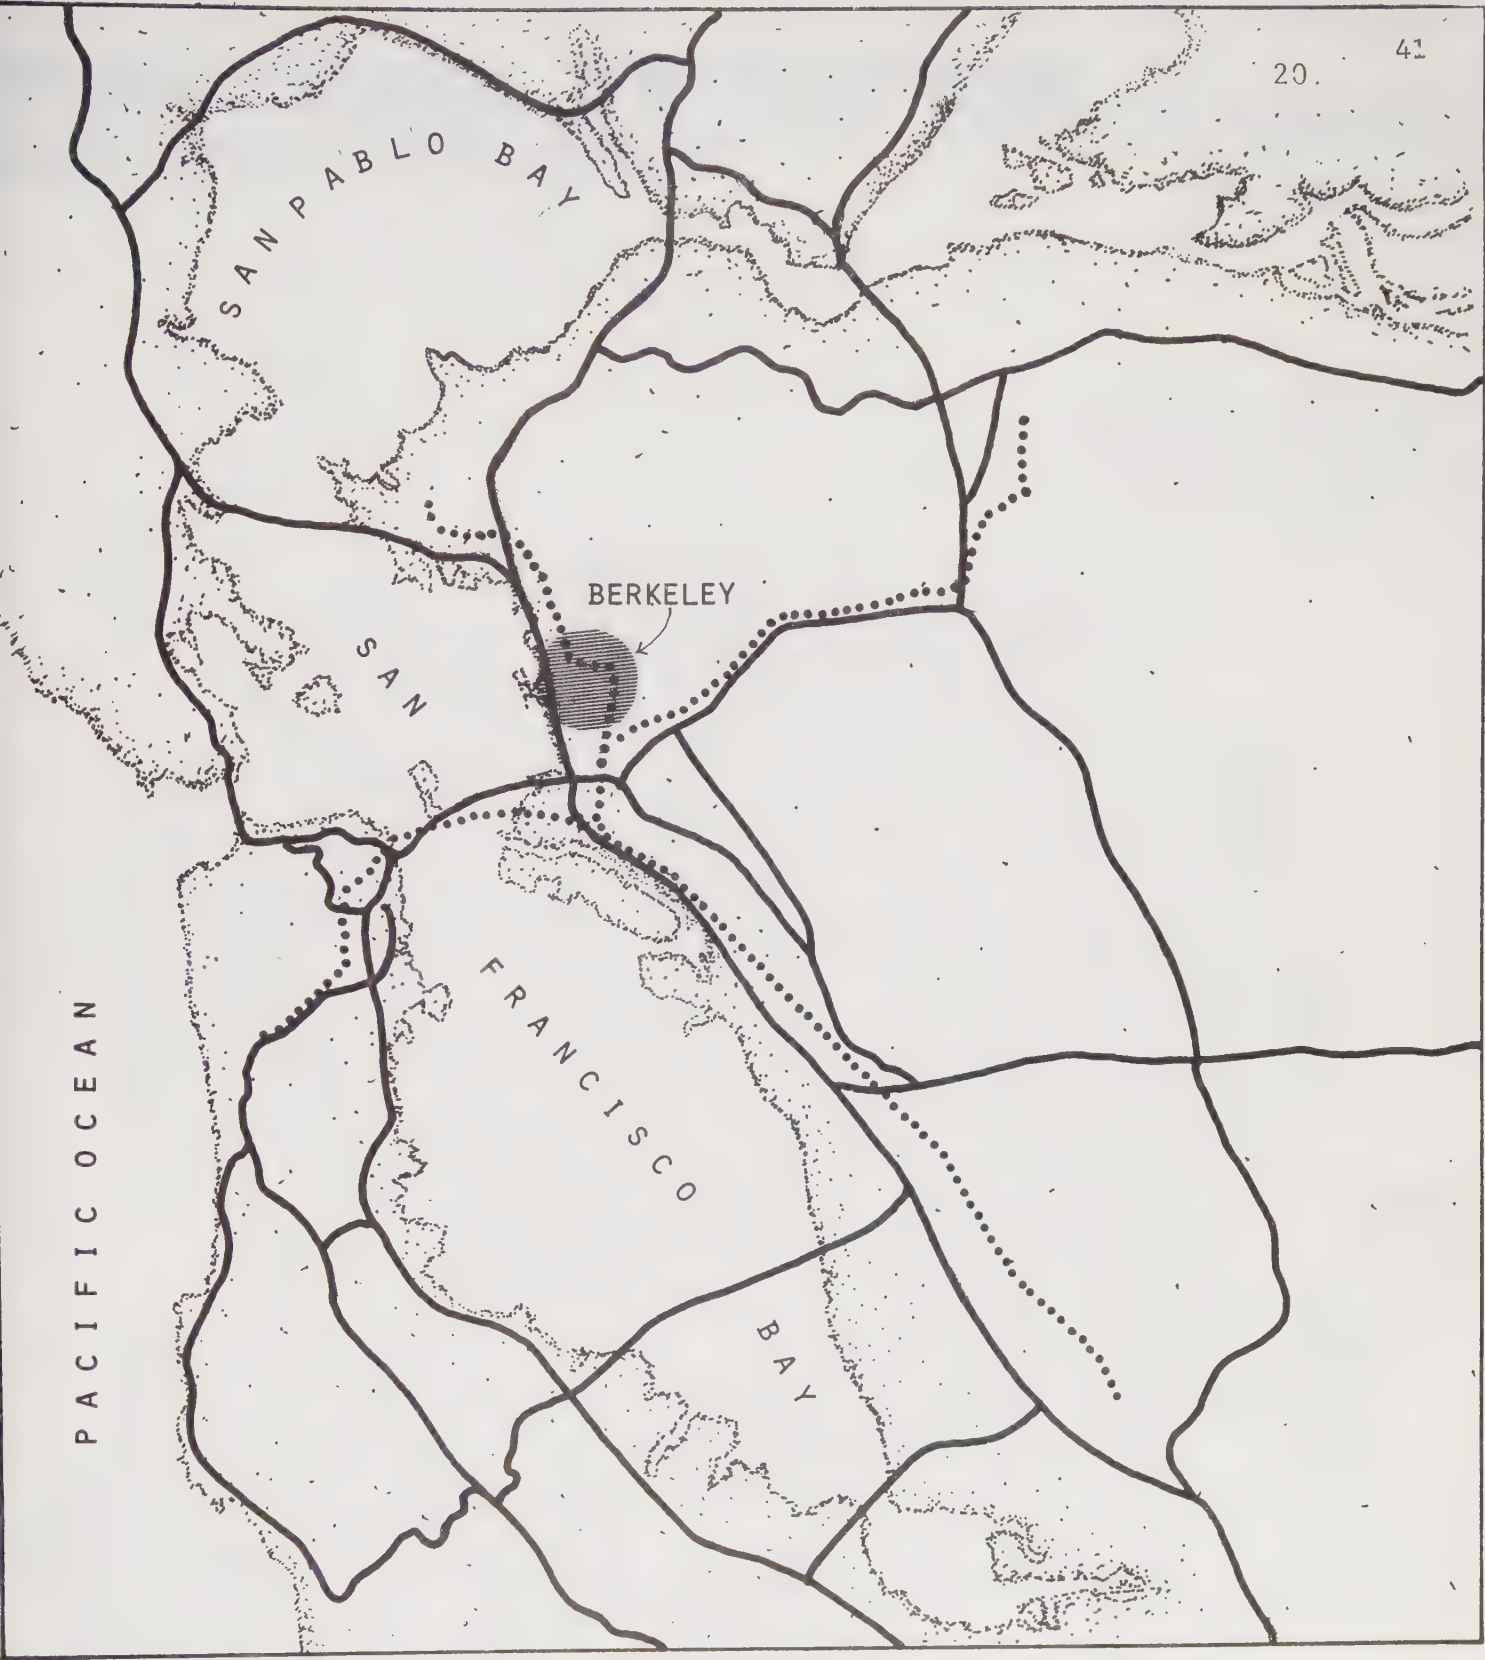 41
20.
SAN PABLO BAY
BERKELEY
SAN
FRANCISCO
BAY
PACIFIC OCEAN